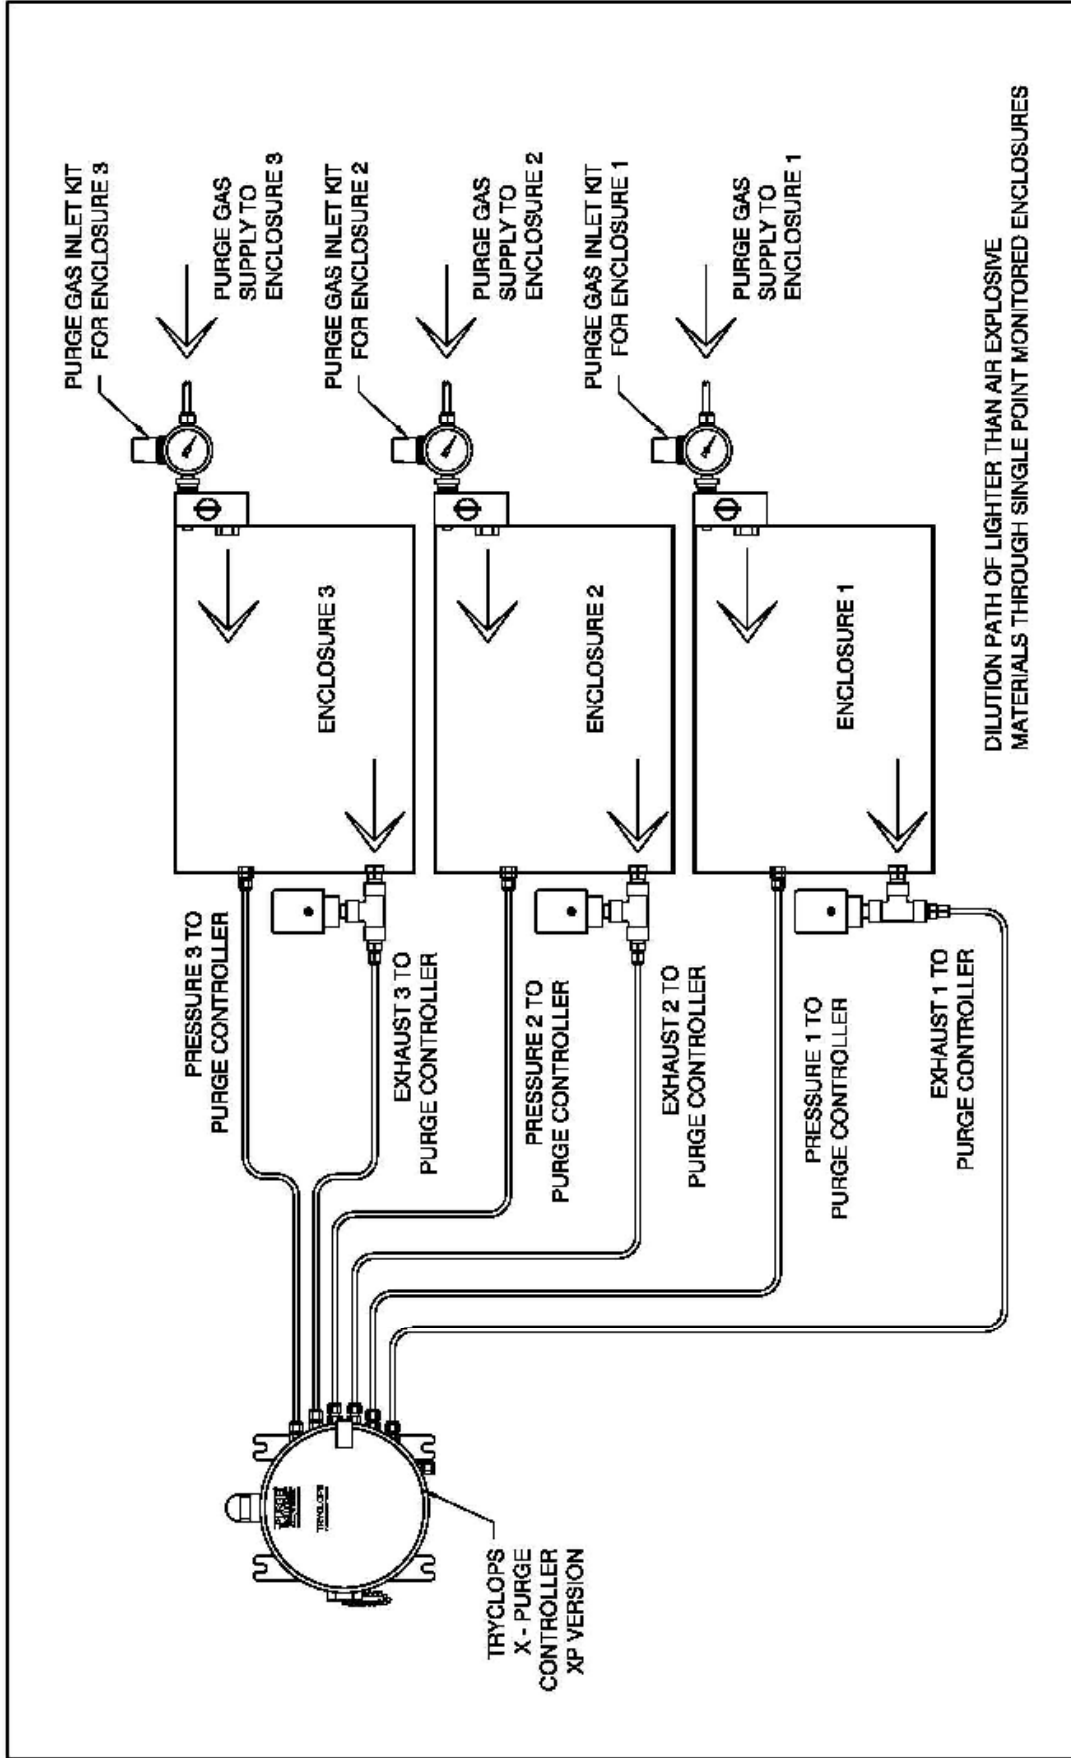 PURGE GAS INLET KIT
FOR ENCLOSURE 3
PURGE GAS
SUPPLY TO
ENCLOSURE 3
ENCLOSURE 3
PRESSURE 3 TO
PURGE CONTROLLER
EXHAUST 3 TO
PURGE CONTROLLER
PURGE GAS INLET KIT
FOR ENCLOSURE 2
PURGE GAS
SUPPLY TO
ENCLOSURE 2
ENCLOSURE 2
PRESSURE 2 TO
PURGE CONTROLLER
EXHAUST 2 TO
PURGE CONTROLLER
PURGE GAS INLET KIT
FOR ENCLOSURE 1
PURGE GAS
SUPPLY TO
ENCLOSURE 1
ENCLOSURE 1
PRESSURE 1 TO
PURGE CONTROLLER
EXHAUST 1 TO
PURGE CONTROLLER
TRYCLOPS
TRYCLOPS
X - PURGE
CONTROLLER
XP VERSION
DILUTION PATH OF LIGHTER THAN AIR EXPLOSIVE
MATERIALS THROUGH SINGLE POINT MONITORED ENCLOSURES